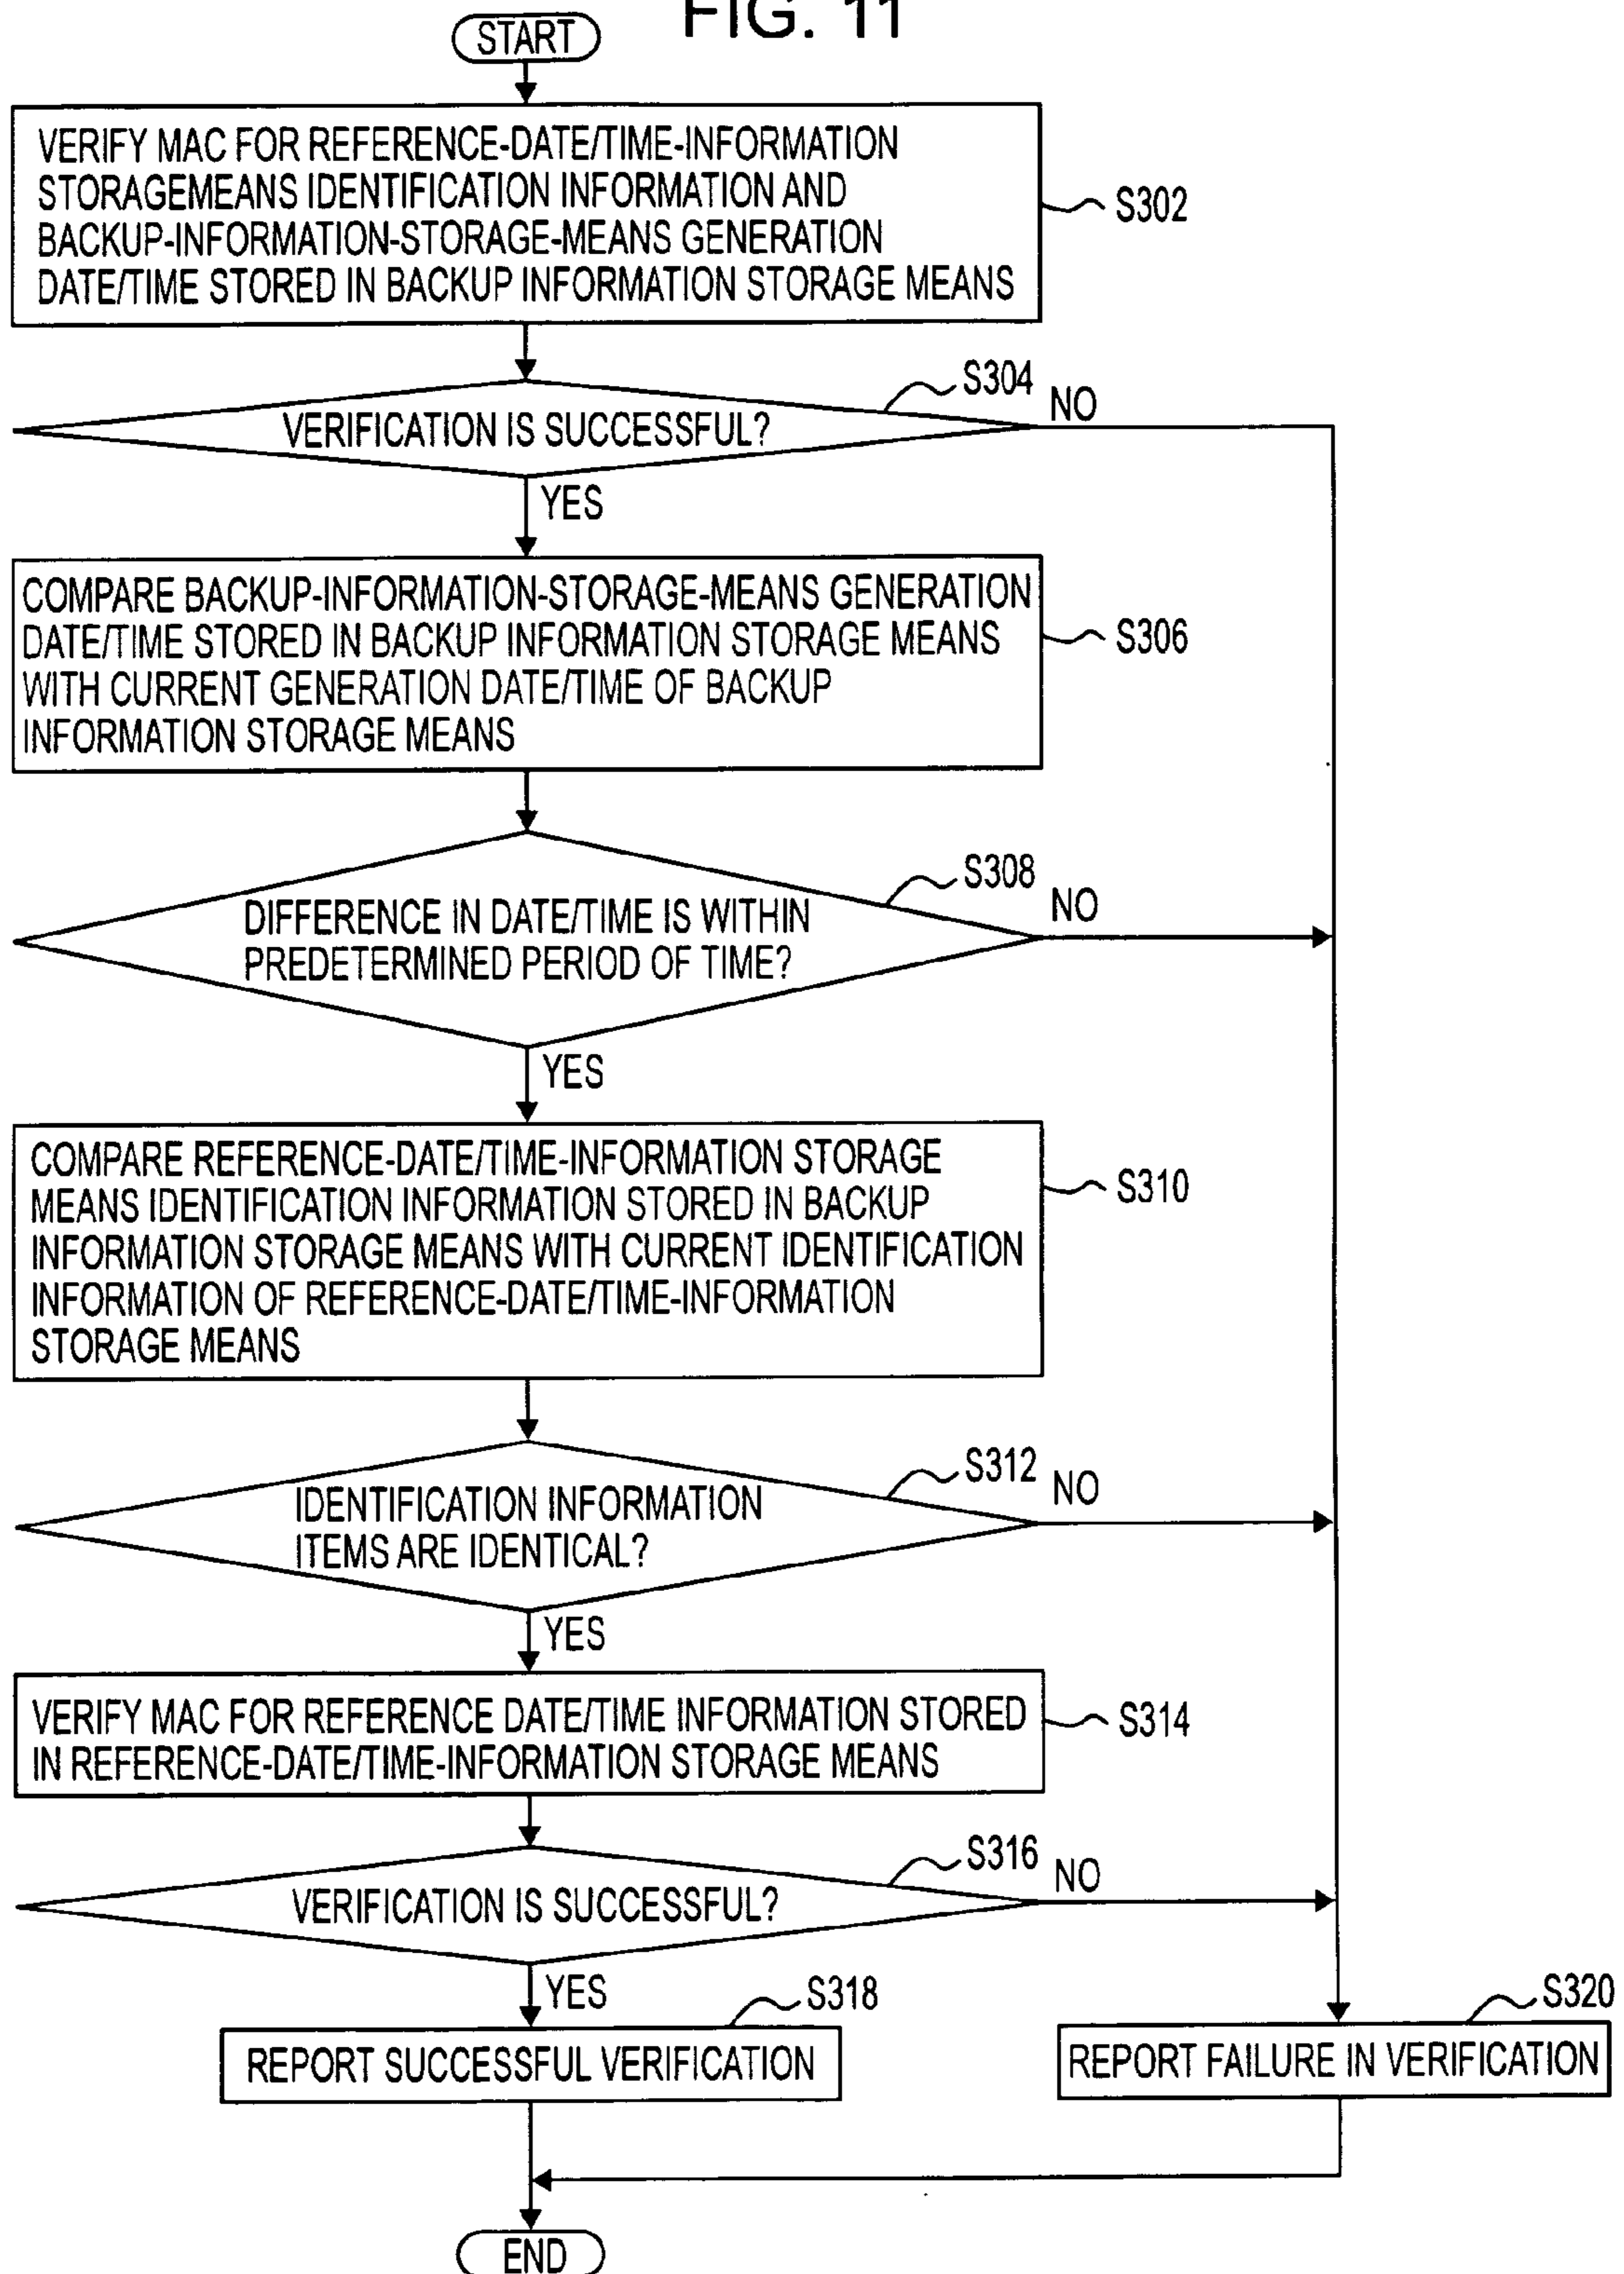 FIG. 11
START
VERIFY MAC FOR REFERENCE-DATE/TIME-INFORMATION
STORAGEMEANS IDENTIFICATION INFORMATION AND
BACKUP-INFORMATION-STORAGE-MEANS GENERATION
DATE/TIME STORED IN BACKUP INFORMATION STORAGE MEANS
S302
S304
VERIFICATION IS SUCCESSFUL?
NO
YES
COMPARE BACKUP-INFORMATION-STORAGE-MEANS GENERATION
DATE/TIME STORED IN BACKUP INFORMATION STORAGE MEANS
WITH CURRENT GENERATION DATE/TIME OF BACKUP
INFORMATION STORAGE MEANS
S306
S308
DIFFERENCE IN DATE/TIME IS WITHIN
PREDETERMINED PERIOD OF TIME?
NO
YES
COMPARE REFERENCE-DATE/TIME-INFORMATION STORAGE
MEANS IDENTIFICATION INFORMATION STORED IN BACKUP
INFORMATION STORAGE MEANS WITH CURRENT IDENTIFICATION
INFORMATION OF REFERENCE-DATE/TIME-INFORMATION
STORAGE MEANS
S310
S312
IDENTIFICATION INFORMATION
ITEMS ARE IDENTICAL?
NO
YES
VERIFY MAC FOR REFERENCE DATE/TIME INFORMATION STORED
IN REFERENCE-DATE/TIME-INFORMATION STORAGE MEANS
S314
S316
VERIFICATION IS SUCCESSFUL?
NO
YES
S318
REPORT SUCCESSFUL VERIFICATION
S320
REPORT FAILURE IN VERIFICATION
END